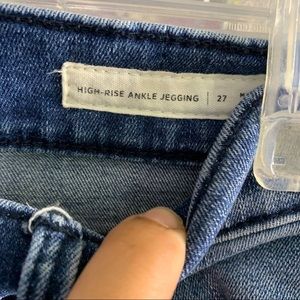 HIGH-RISE ANKLE JEGGING | 27